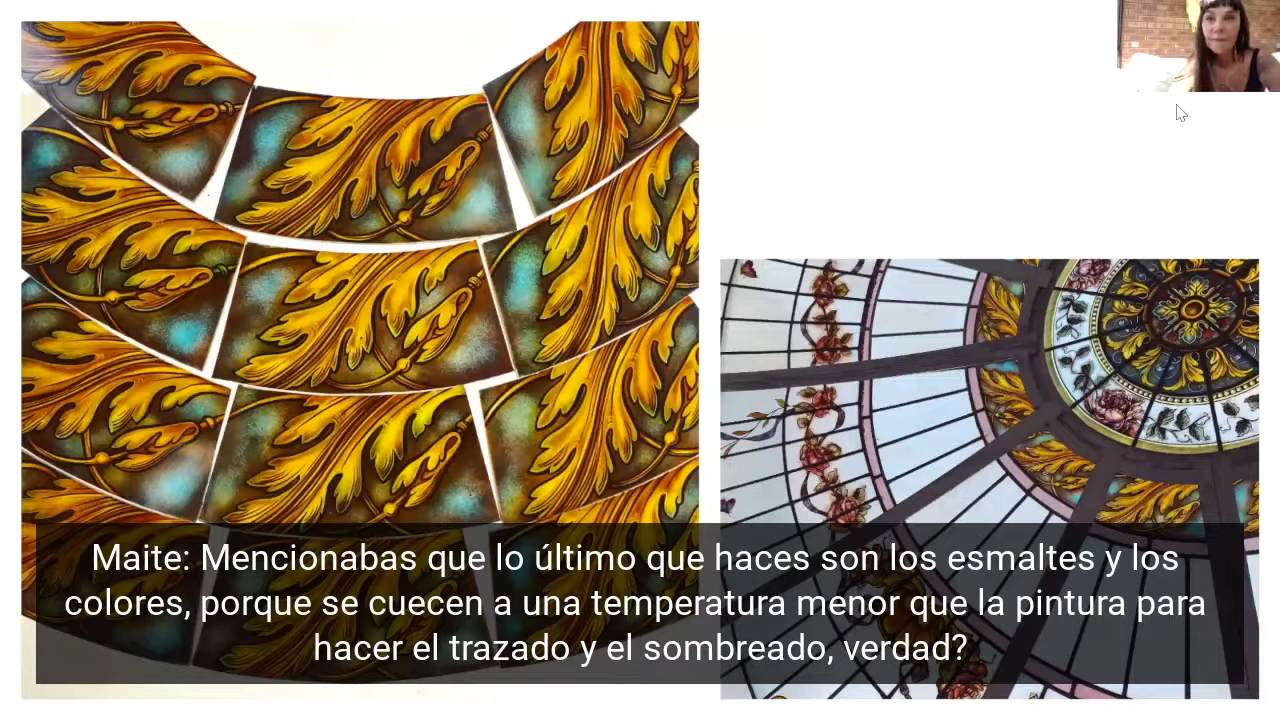 Maite: Mencionabas que lo último que haces son los esmaltes y los
colores, porque se cuecen a una temperatura menor que la pintura para
hacer el trazado y el sombreado, verdad?